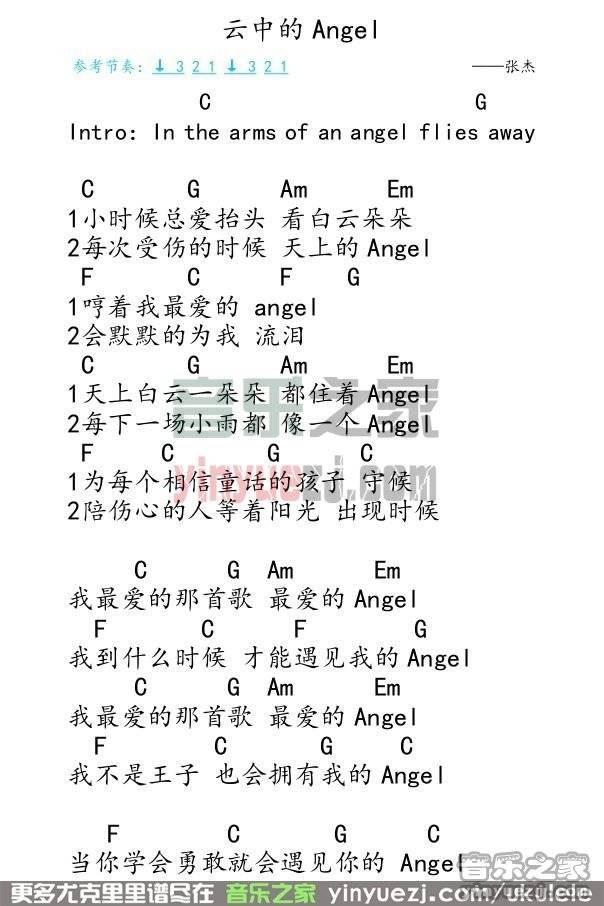 云中的Angel
参考节奏：↓ 3 2 1 ↓ 3 2 1 ——张杰
C G
Intro: In the arms of an angel flies away
C G Am Em
1小时候总爱抬头 看白云朵朵
2每次受伤的时候 天上的Angel
F C F G
1哼着我最爱的 angel
2会默默的为我 流泪
C G Am Em
1天上白云一朵朵 都住着Angel
2每下一场小雨都 像一个Angel
音乐之家
F C G C
yinyuezj.com
1为每个相信童话的孩子 守候
2陪伤心的人等着阳光 出现时候
C G Am Em
我最爱的那首歌 最爱的Angel
F C F G
我到什么时候 才能遇见我的Angel
C G Am Em
我最爱的那首歌 最爱的Angel
F C G C
我不是王子 也会拥有我的Angel
F C G C
当你学会勇敢就会遇见你的 Angel
音乐之家
yinyuezj.com
更多尤克里里谱尽在 音乐之家 yinyuezj.com/ukulele